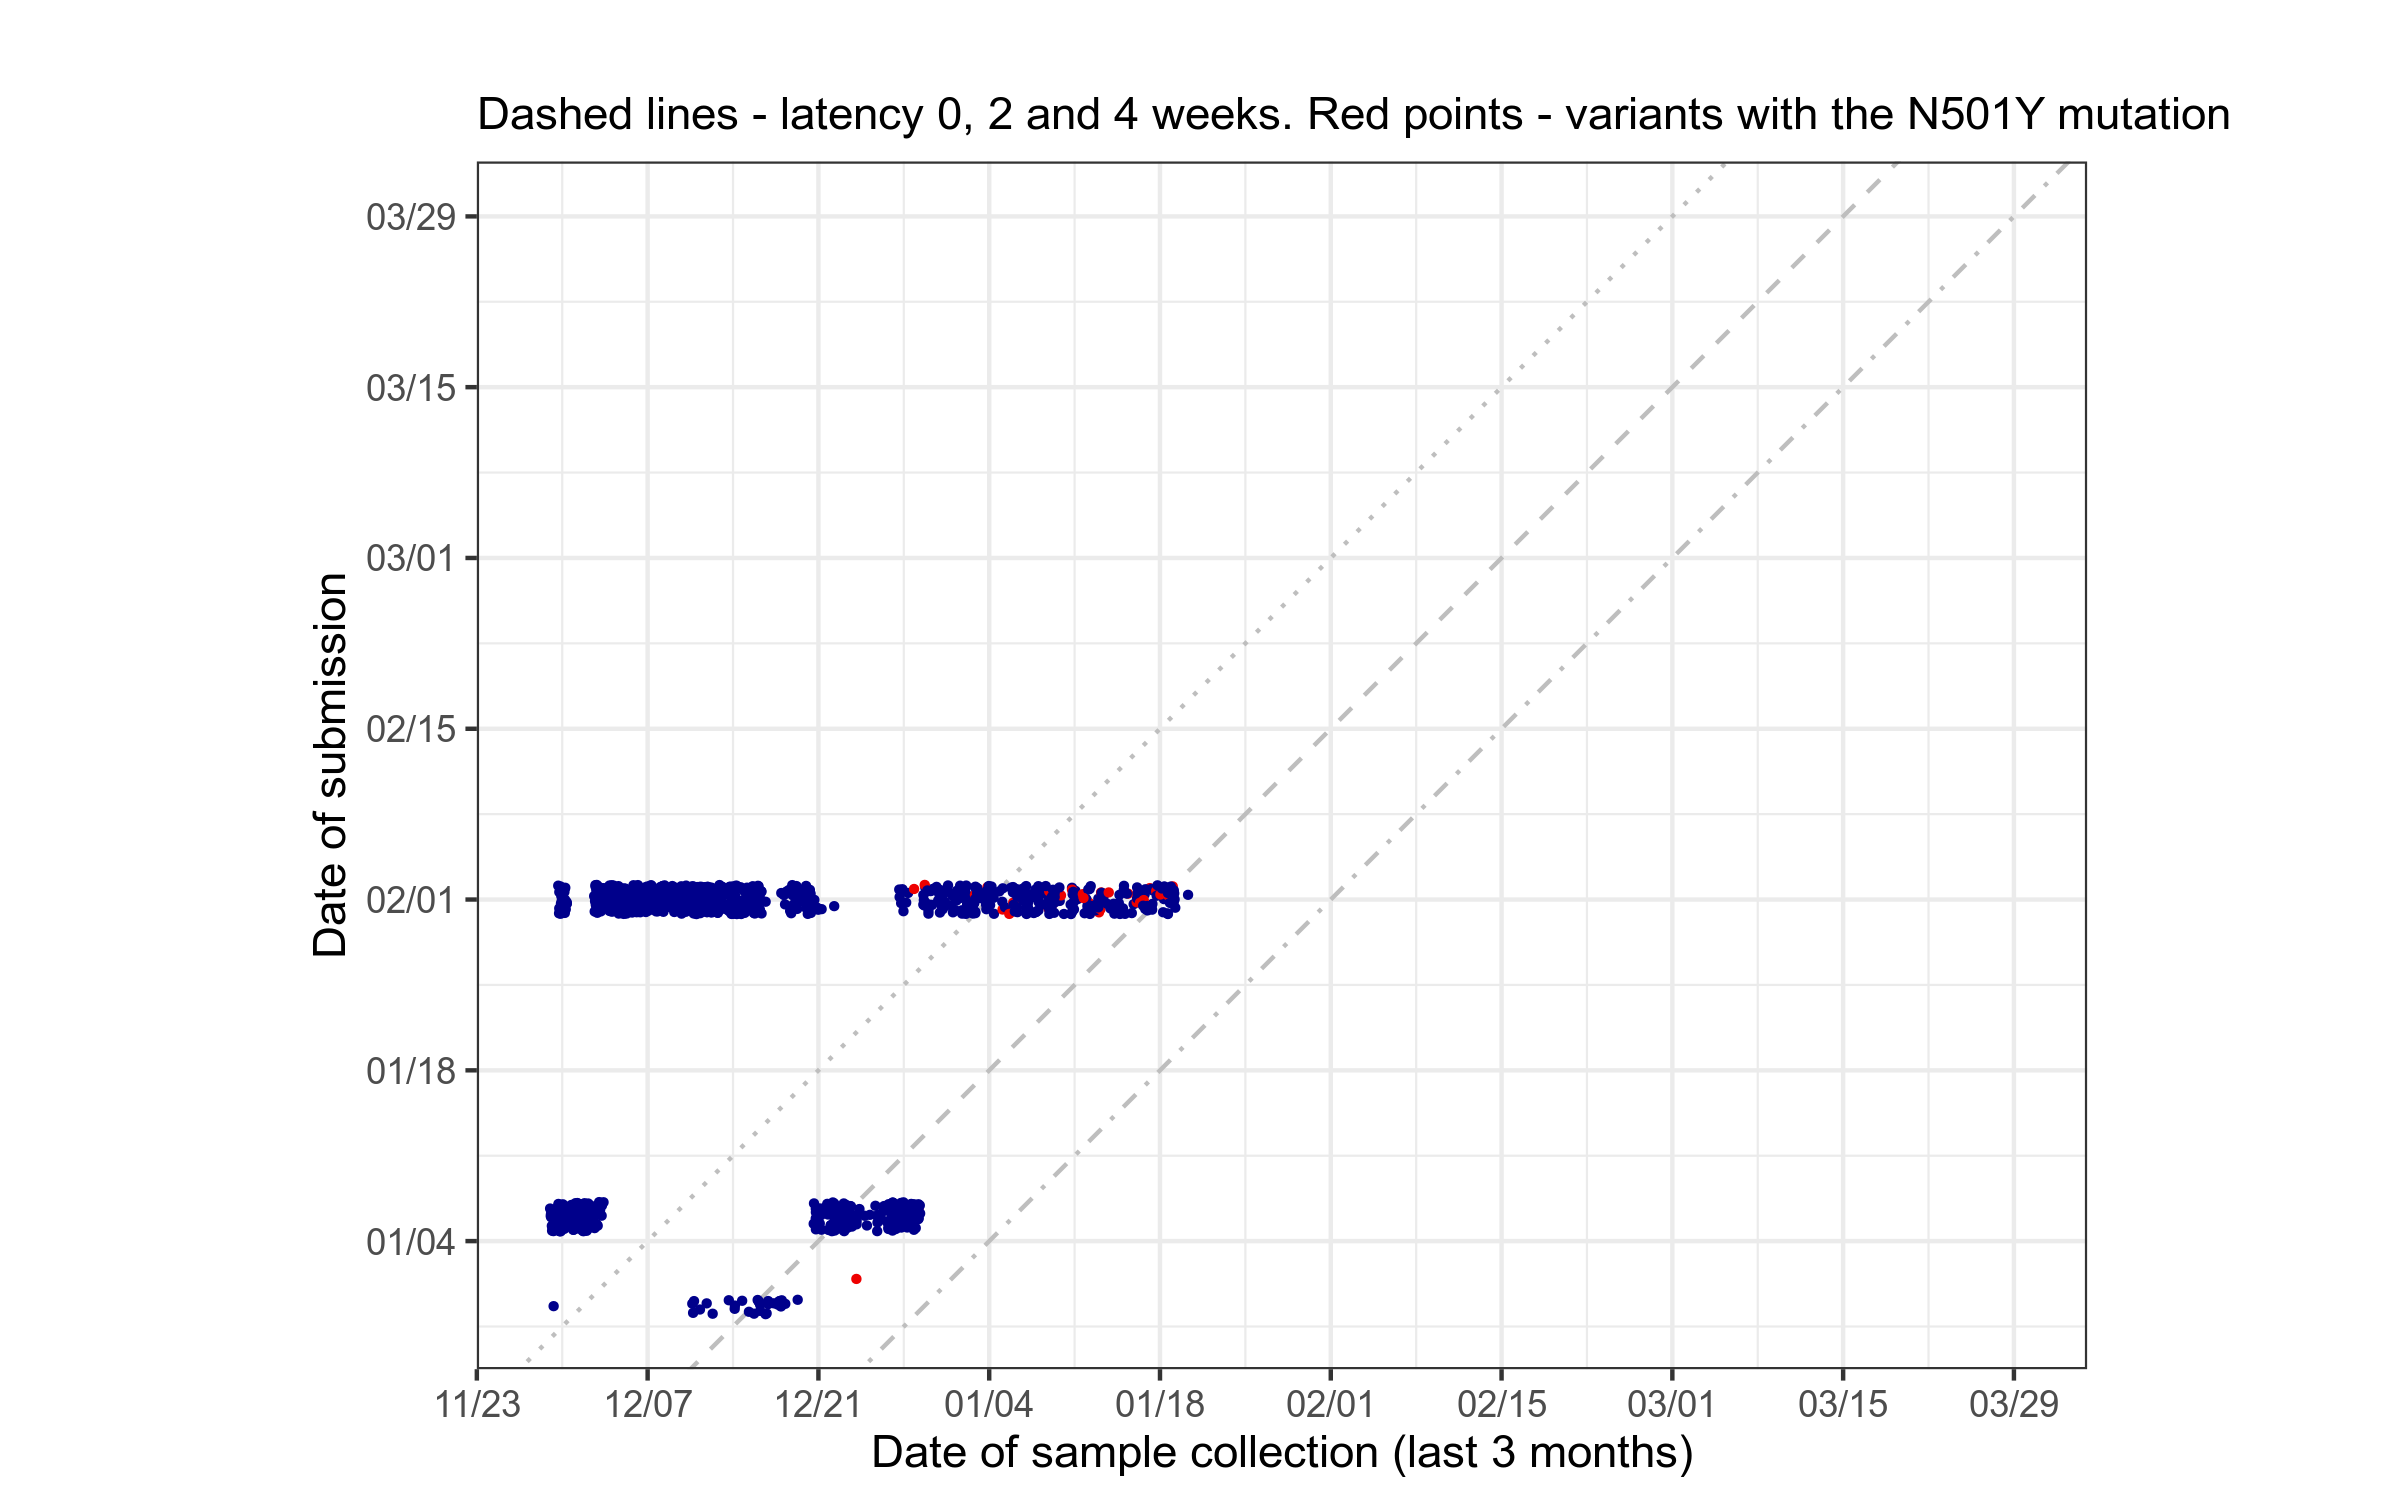 Dashed lines - latency 0, 2 and 4 weeks. Red points - variants with the N501Y mutation
03/29
03/15
03/01
02/15
02/01
01/18
01/04
Date of submission
11/23 12/07 12/21 01/04 01/18 02/01 02/15 03/01 03/15 03/29
Date of sample collection (last 3 months)